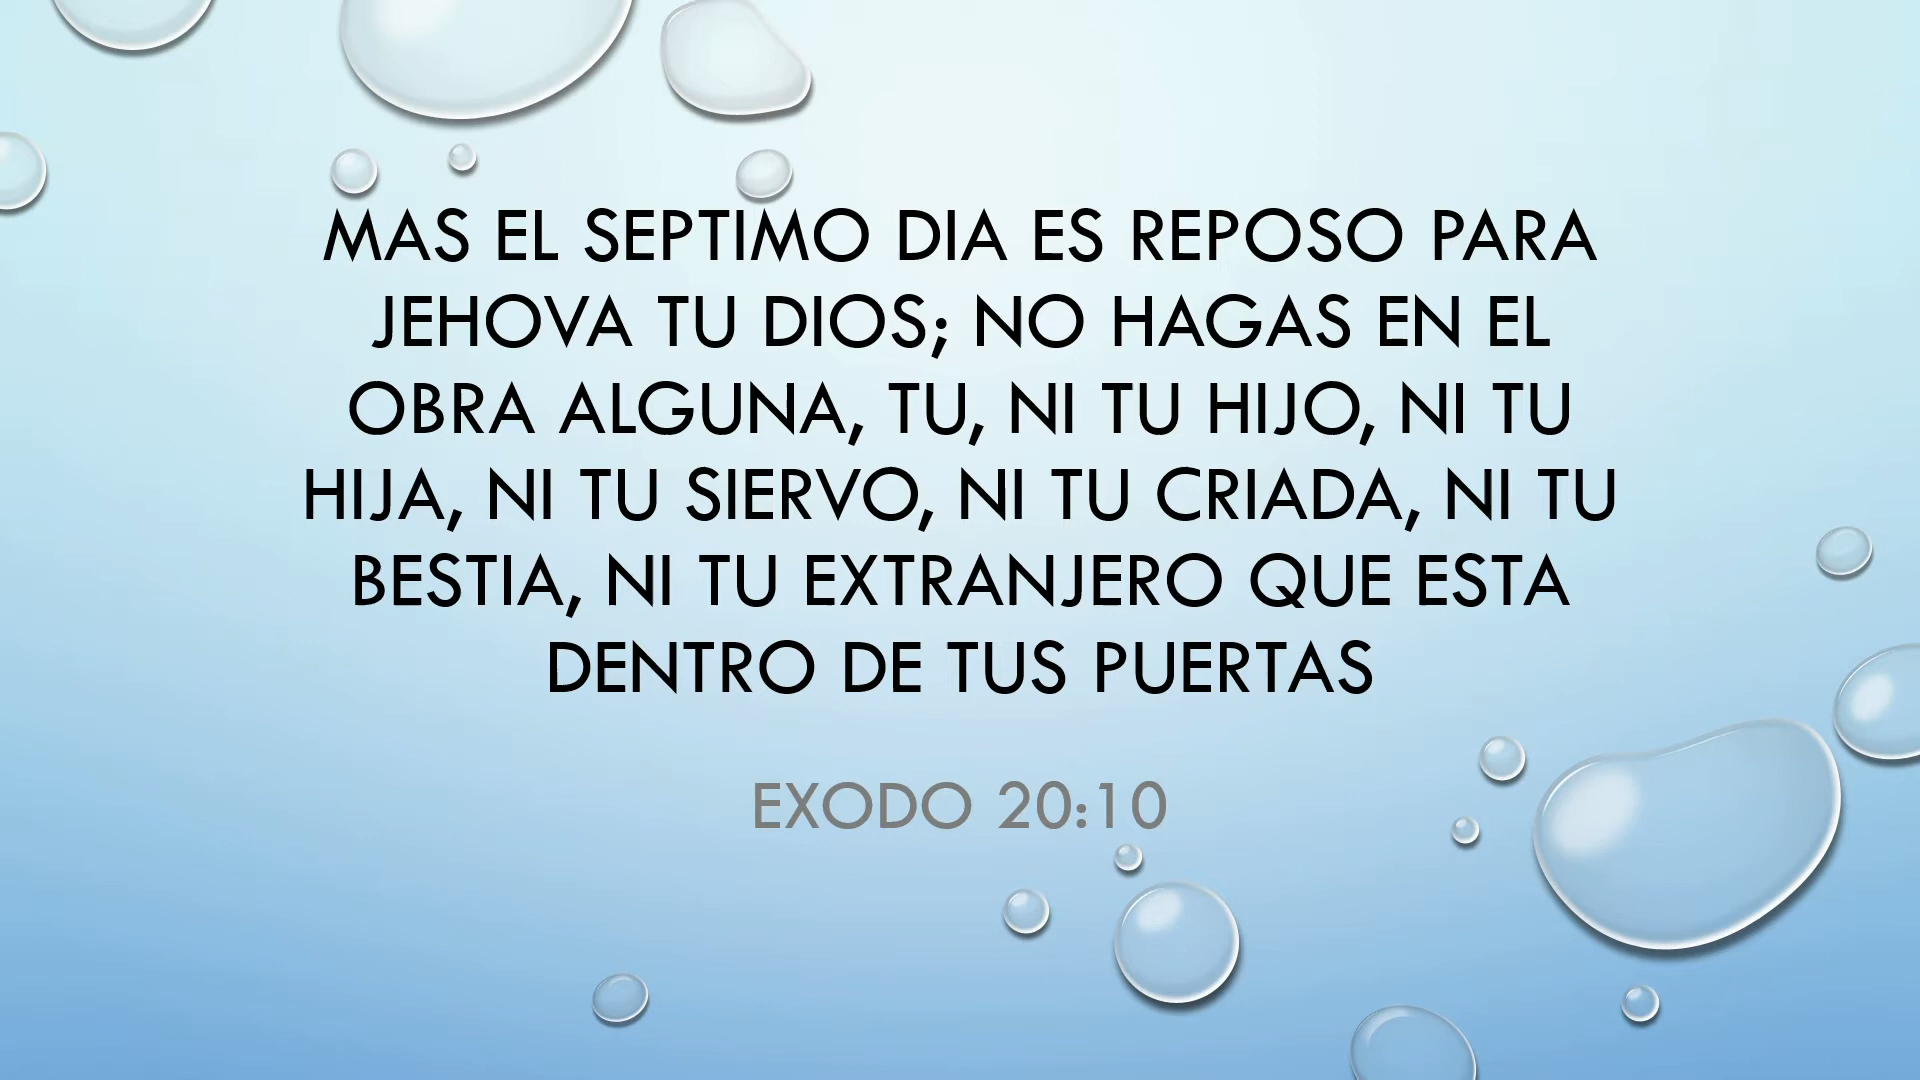 MAS EL SEPTIMO DIA ES REPOSO PARA
JEHOVA TU DIOS; NO HAGAS EN EL
OBRA ALGUNA, TU, NI TU HIJO, NI TU
HIJA, NI TU SIERVO, NI TU CRIADA, NI TU
BESTIA, NI TU EXTRANJERO QUE ESTA
DENTRO DE TUS PUERTAS
EXODO 20:10